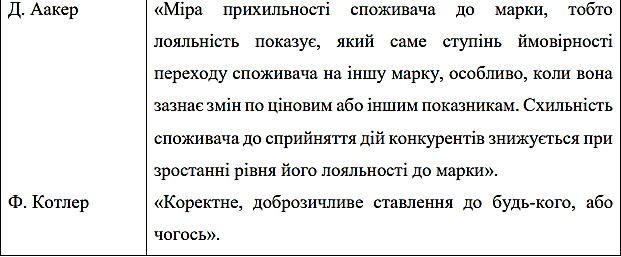 Д. Аакер
«Міра прихильності споживача до марки, тобто
лояльність показує, який саме ступінь ймовірності
переходу споживача на іншу марку, особливо, коли вона
зазнає змін по ціновим або іншим показникам. Схильність
споживача до сприйняття дій конкурентів знижується при
зростанні рівня його лояльності до марки».
Ф. Котлер
«Коректне, доброзичливе ставлення до будь-кого, або
чогось».